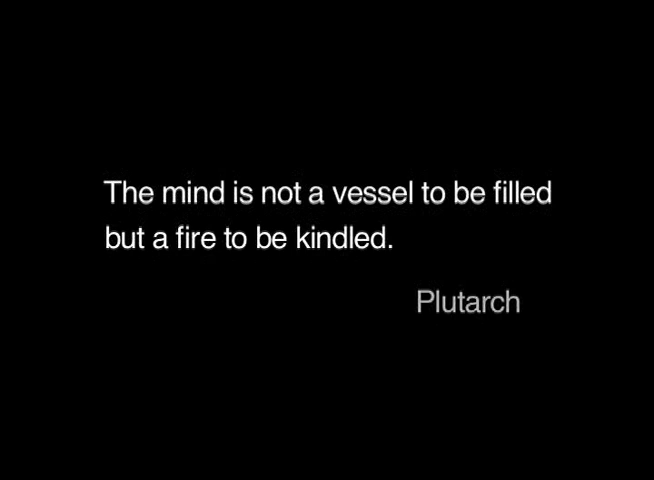 The mind is not a vessel to be filled
but a fire to be kindled.
Plutarch